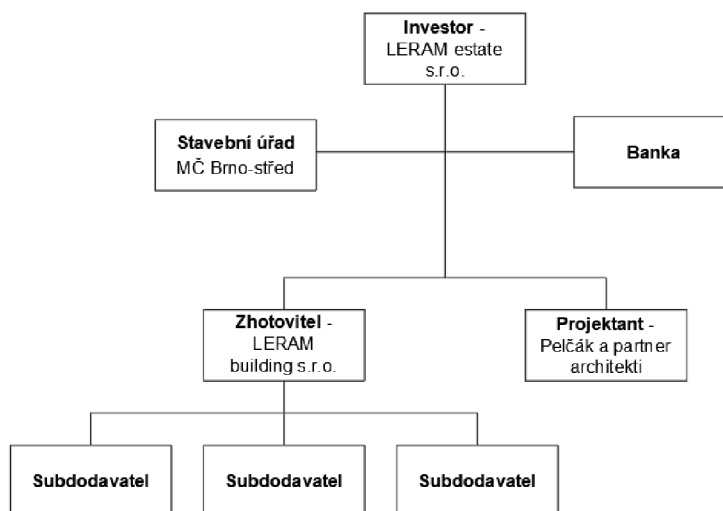 Investor -
LERAM estate
s.r.o.
Stavební úřad
MČ Brno-střed
Banka
Zhotovitel -
LERAM
building s.r.o.
Projektant -
Pelčák a partner
architekti
Subdodavatel
Subdodavatel
Subdodavatel